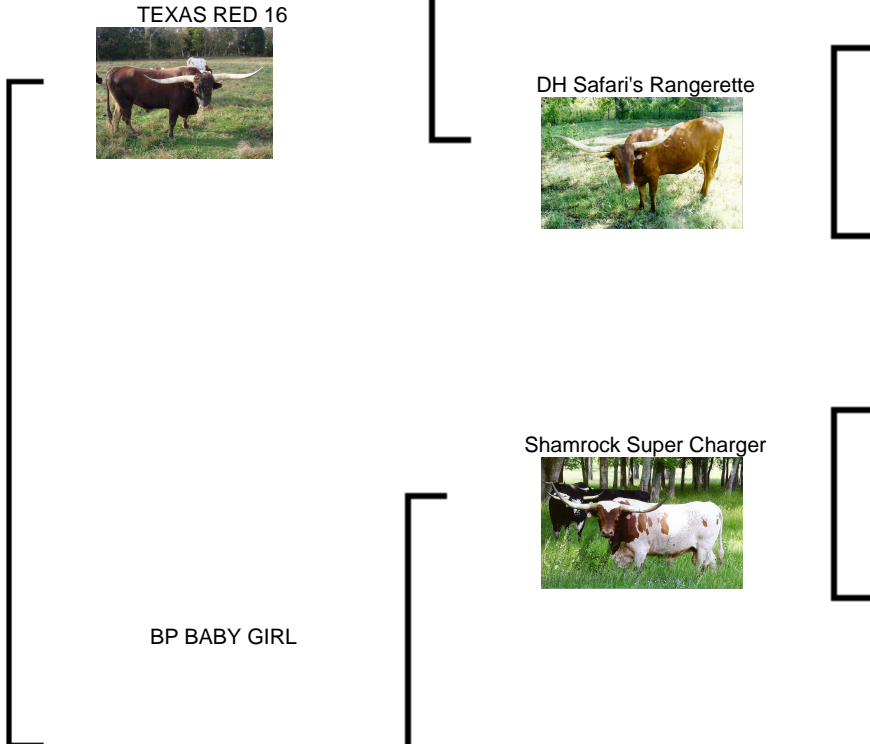 TEXAS RED 16
DH Safari's Rangerette
Shamrock Super Charger
BP BABY GIRL